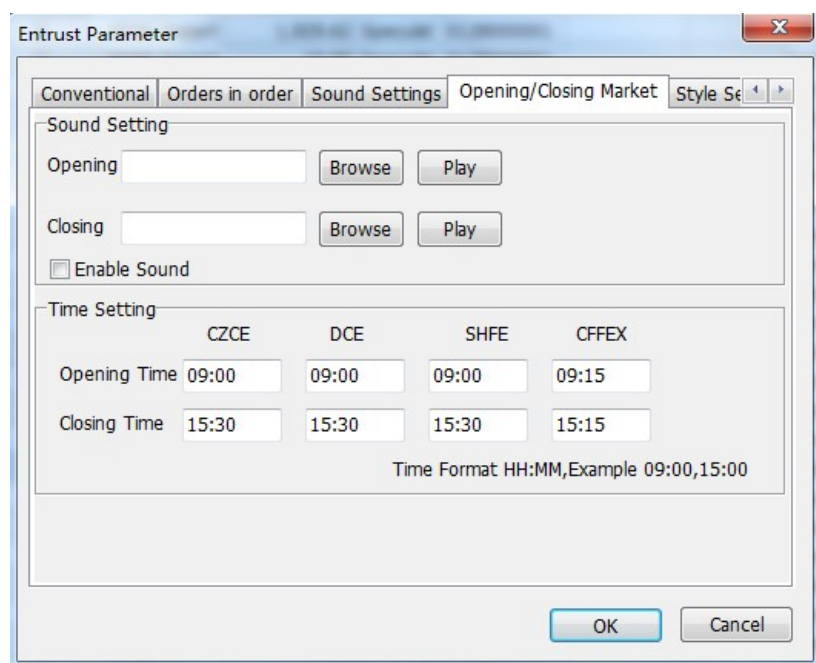 Entrust Parameter
Conventional Orders in order Sound Settings Opening/Closing Market Style Se
Sound Setting
Opening Browse Play
Closing Browse Play
Enable Sound
Time Setting
CZCE DCE SHFE CFFEX
Opening Time 09:00 09:00 09:00 09:15
Closing Time 15:30 15:30 15:30 15:15
Time Format HH:MM,Example 09:00,15:00
OK Cancel